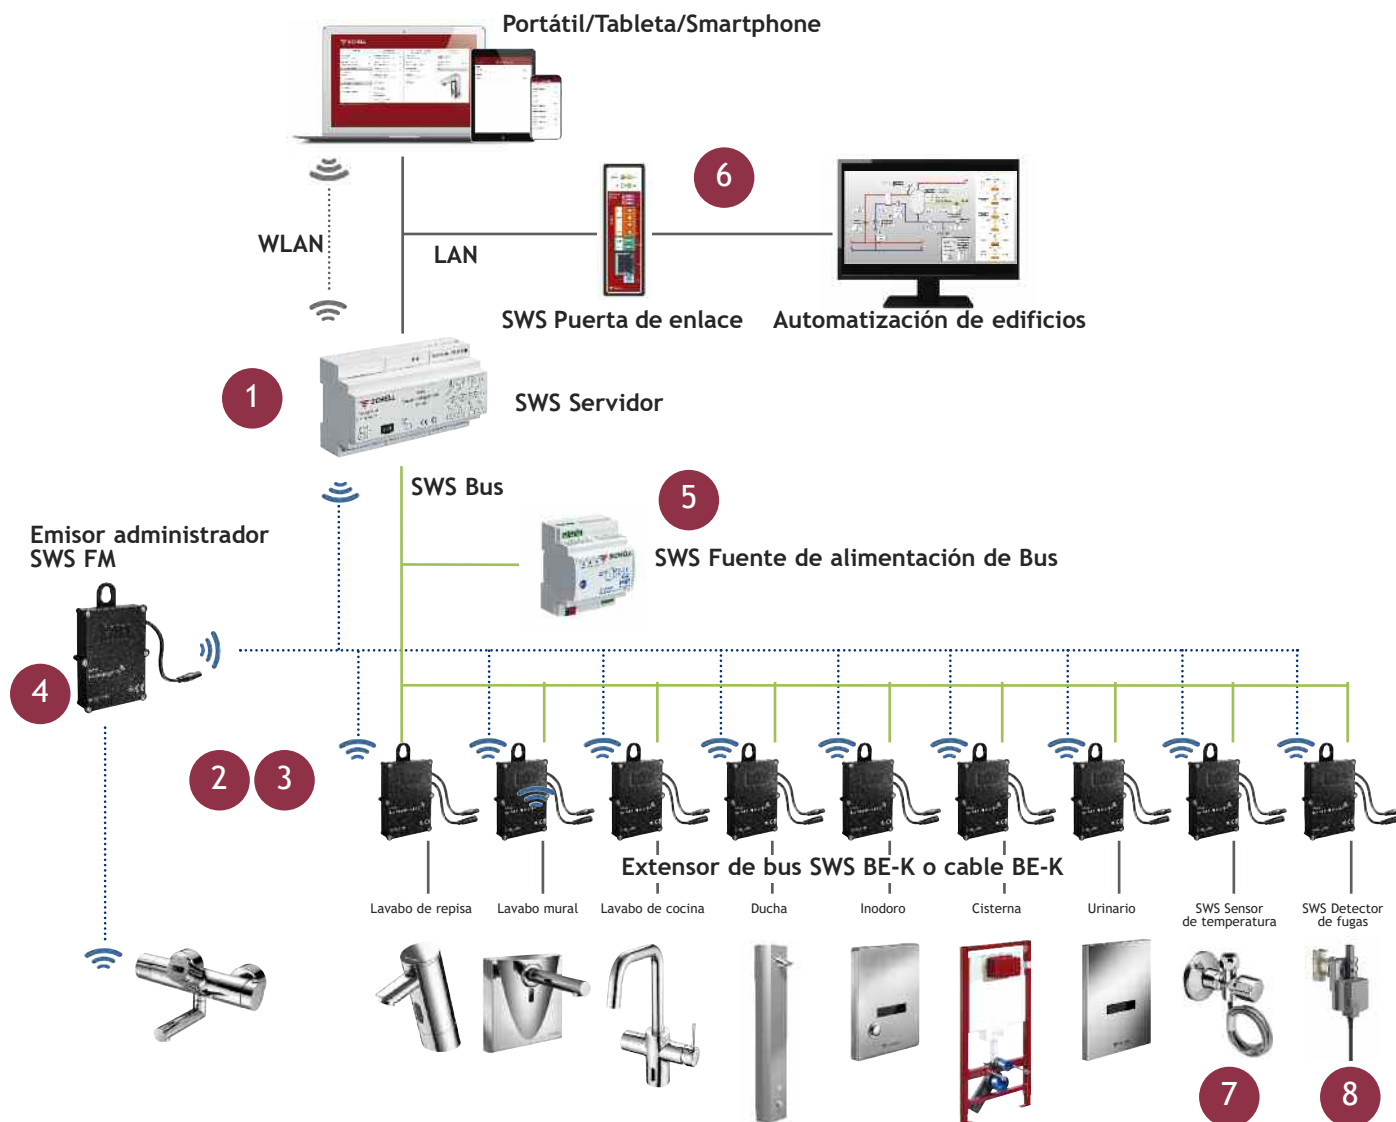 Portátil/Tableta/Smartphone
6
WLAN
LAN
SWS Puerta de enlace
Automatización de edificios
1
SCHELL
SWS Servidor
SWS Bus
5
SCHELL
SWS Fuente de alimentación de Bus
Emisor administrador
SWS FM
4
2
3
Extensor de bus SWS BE-K o cable BE-K
Lavabo de repisa
Lavabo mural
Lavabo de cocina
Ducha
Inodoro
Cisterna
Urinario
SWS Sensor
de temperatura
SWS Detector
de fugas
7
8